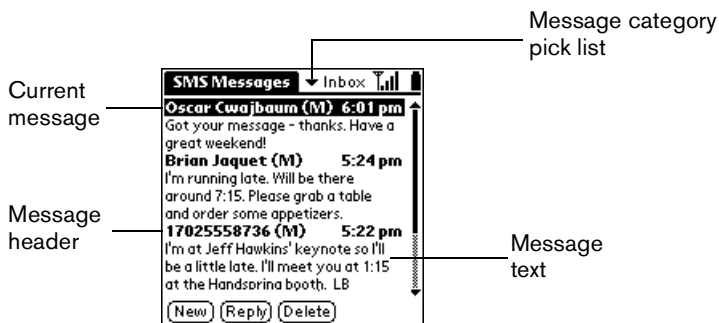 Message category
pick list
Current
message
SMS Messages Inbox
Oscar Cwajbaum (M) 6:01 pm
Got your message - thanks. Have a
great weekend!
Brian Jaquet (M) 5:24 pm
I'm running late. Will be there
around 7:15. Please grab a table
and order some appetizers.
Message
header
17025558736 (M) 5:22 pm
I'm at Jeff Hawkins' keynote so I'll
be a little late. I'll meet you at 1:15
at the Handspring booth. LB
Message
text
New Reply Delete